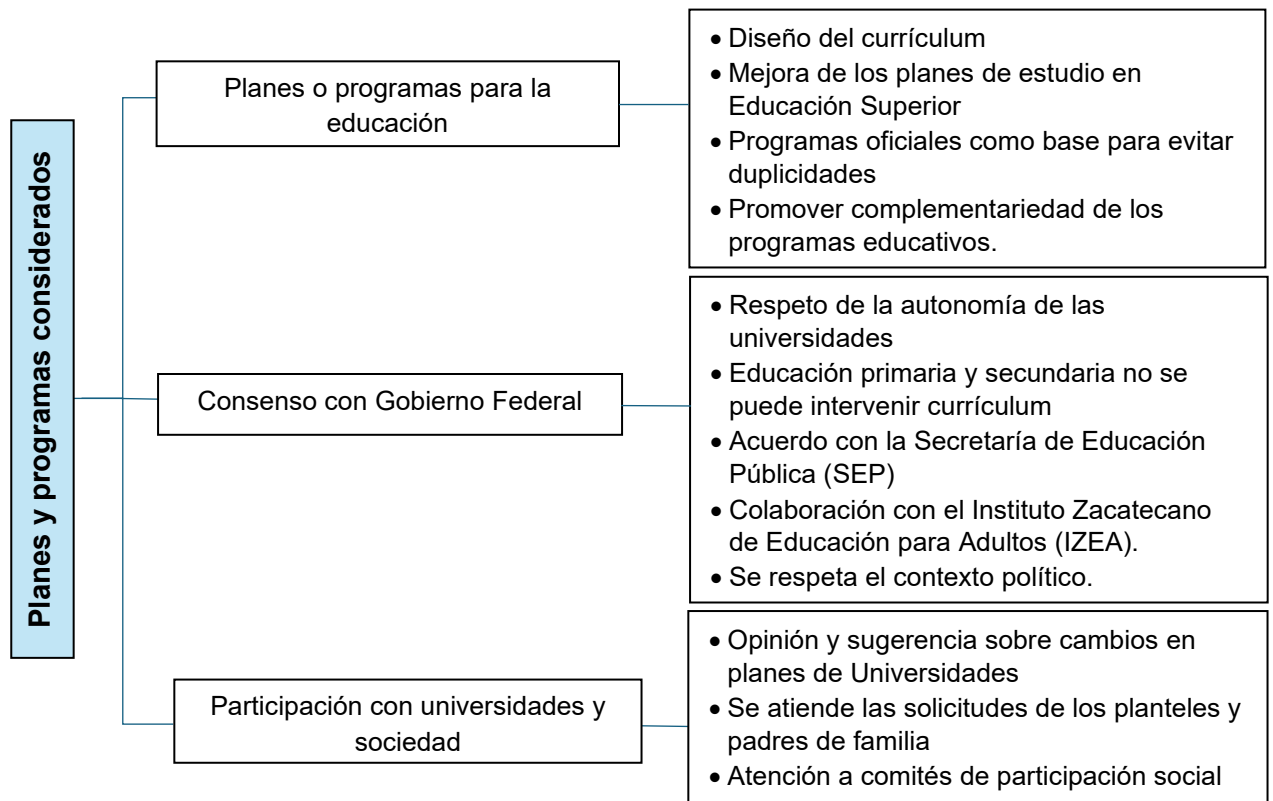 Planes y programas considerados
Planes o programas para la
educación
• Diseño del currículum
• Mejora de los planes de estudio en
Educación Superior
• Programas oficiales como base para evitar
duplicidades
• Promover complementariedad de los
programas educativos.
Consenso con Gobierno Federal
• Respeto de la autonomía de las
universidades
• Educación primaria y secundaria no se
puede intervenir currículum
• Acuerdo con la Secretaría de Educación
Pública (SEP)
• Colaboración con el Instituto Zacatecano
de Educación para Adultos (IZEA).
• Se respeta el contexto político.
Participación con universidades y
sociedad
• Opinión y sugerencia sobre cambios en
planes de Universidades
• Se atiende las solicitudes de los planteles y
padres de familia
• Atención a comités de participación social